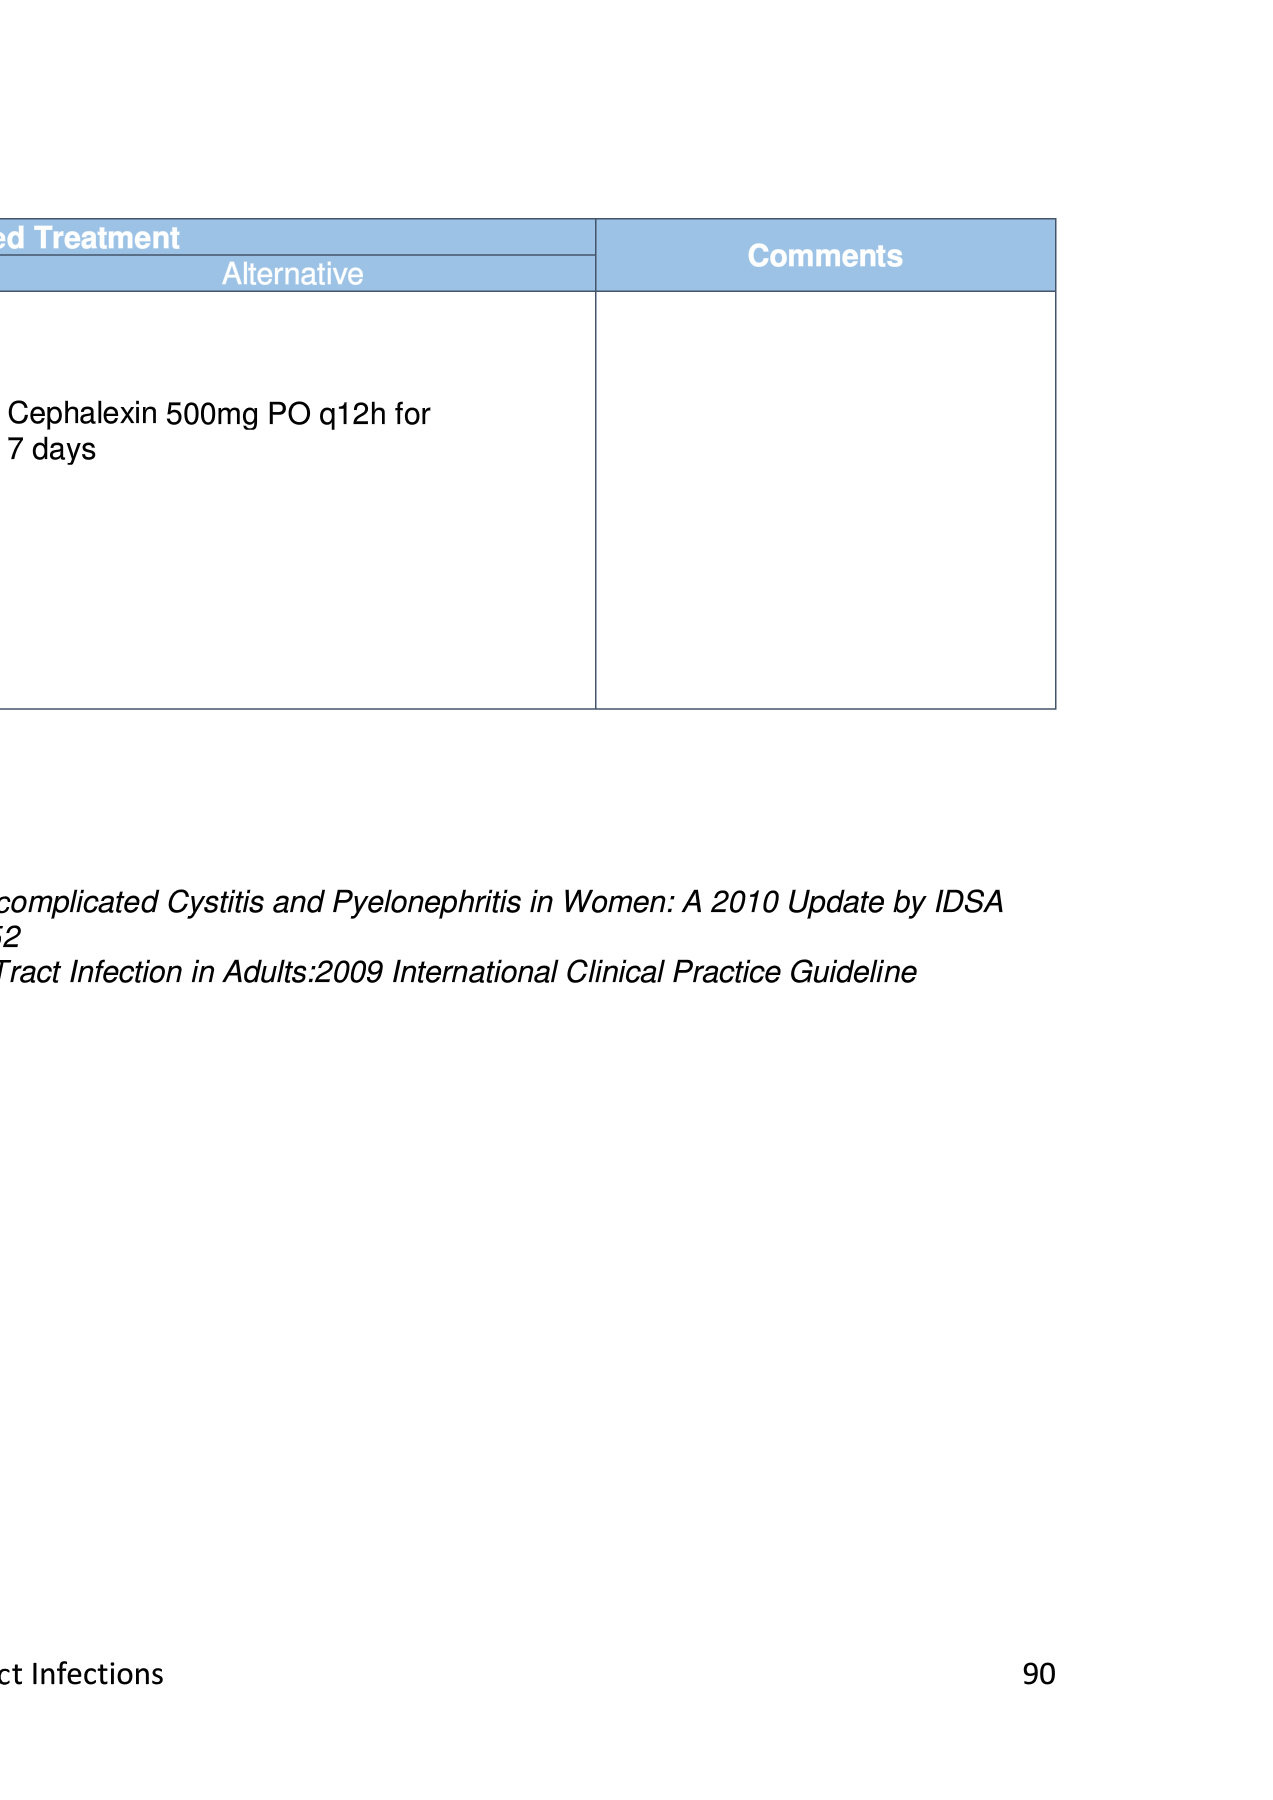 ed Treatment
Comments
Alternative
Cephalexin 500mg PO q12h for
7 days
complicated Cystitis and Pyelonephritis in Women: A 2010 Update by IDSA
52
Tract Infection in Adults:2009 International Clinical Practice Guideline
ct Infections
90